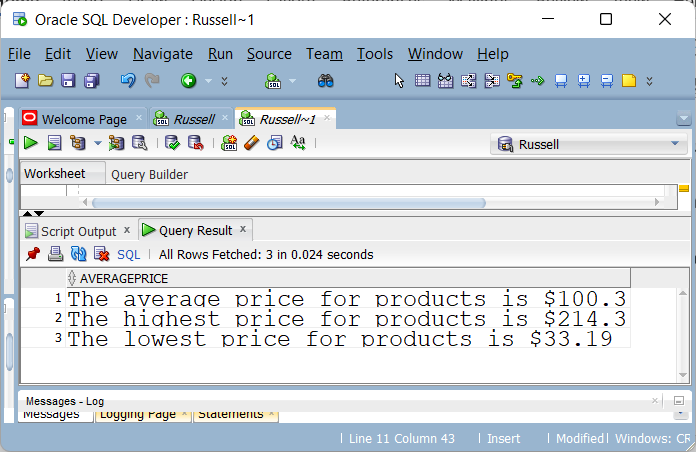 Oracle SQL Developer : Russell~1
File Edit View Navigate Run Source Team Tools Window Help
Welcome Page Russell Russell~1
Russell
Worksheet Query Builder
Script Output x Query Result x
SQL | All Rows Fetched: 3 in 0.024 seconds
AVERAGEPRICE
1 The average price for products is $100.3
2 The highest price for products is $214.3
3 The lowest price for products is $33.19
Messages - Log
Messages Logging Page Statements
| Line 11 Column 43 | Insert | Modified | Windows: CR